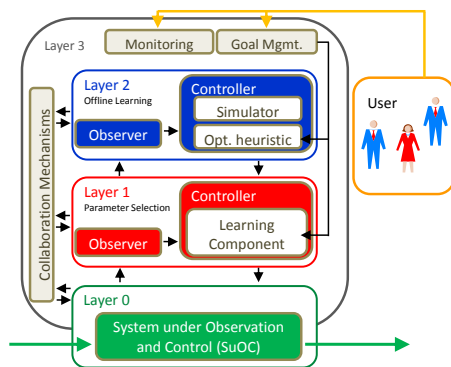 Layer 3
Monitoring
Goal Mgmt.
Layer 2
Offline Learning
Observer
Controller
Simulator
Opt. heuristic
User
Collaboration Mechanisms
Layer 1
Parameter Selection
Observer
Controller
Learning
Component
Layer 0
System under Observation
and Control (SuOC)